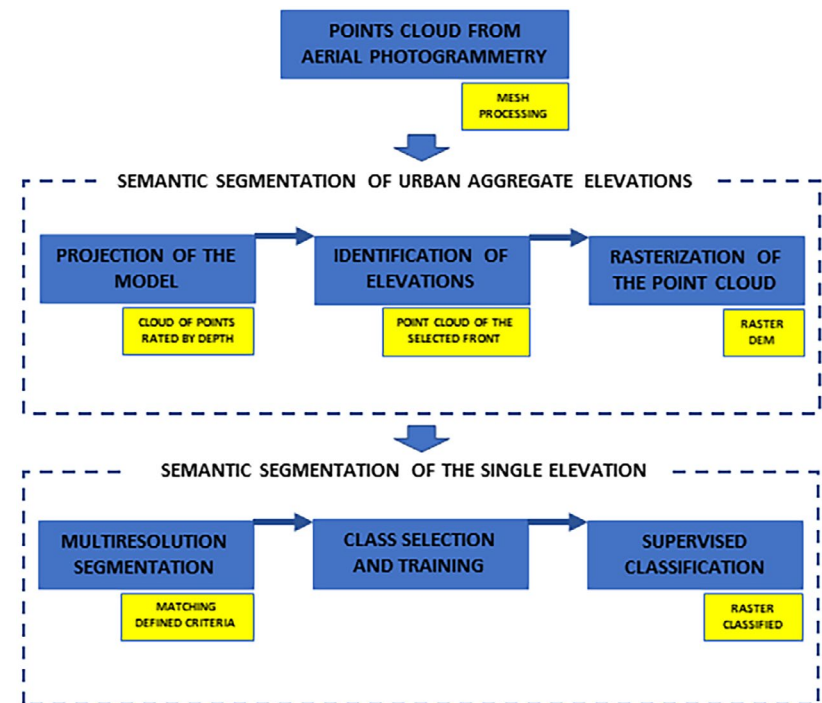 POINTS CLOUD FROM
AERIAL PHOTOGRAMMETRY
MESH
PROCESSING
SEMANTIC SEGMENTATION OF URBAN AGGREGATE ELEVATIONS
PROJECTION OF THE
MODEL
CLOUD OF POINTS
RATED BY DEPTH
IDENTIFICATION OF
ELEVATIONS
POINT CLOUD OF THE
SELECTED FRONT
RASTERIZATION OF
THE POINT CLOUD
RASTER
DEM
SEMANTIC SEGMENTATION OF THE SINGLE ELEVATION
MULTIRESOLUTION
SEGMENTATION
MATCHING
DEFINED CRITERIA
CLASS SELECTION
AND TRAINING
SUPERVISED
CLASSIFICATION
RASTER
CLASSIFIED